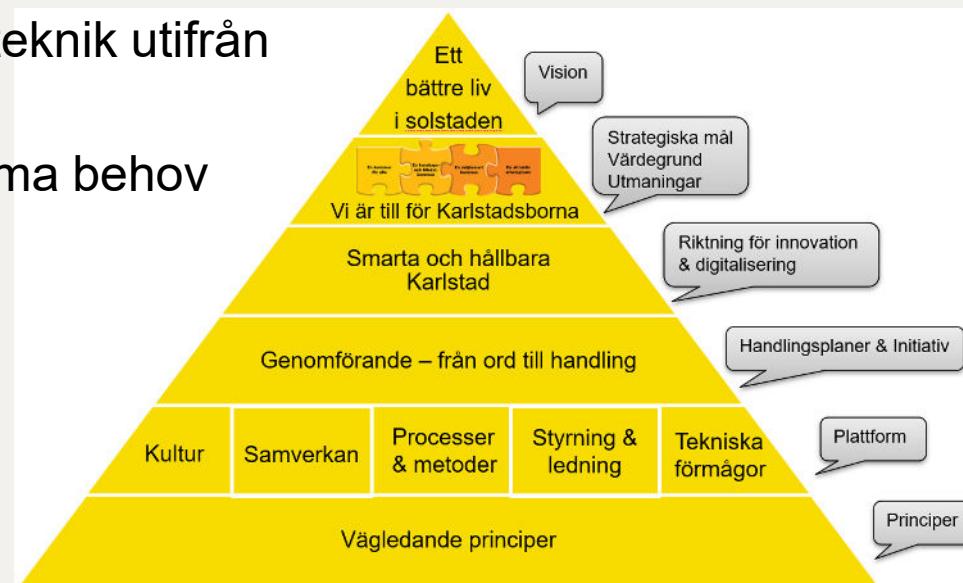 teknik utifrån
ma behov
Ett
bättre liv
i solstaden
Vision
Strategiska mål
Värdegrund
Utmaningar
Vi är till för Karlstadsborna
Smarta och hållbara
Karlstad
Riktning för innovation
& digitalisering
Genomförande – från ord till handling
Handlingsplaner & Initiativ
Kultur
Samverkan
Processer
& metoder
Styrning &
ledning
Tekniska
förmågor
Plattform
Vägledande principer
Principer